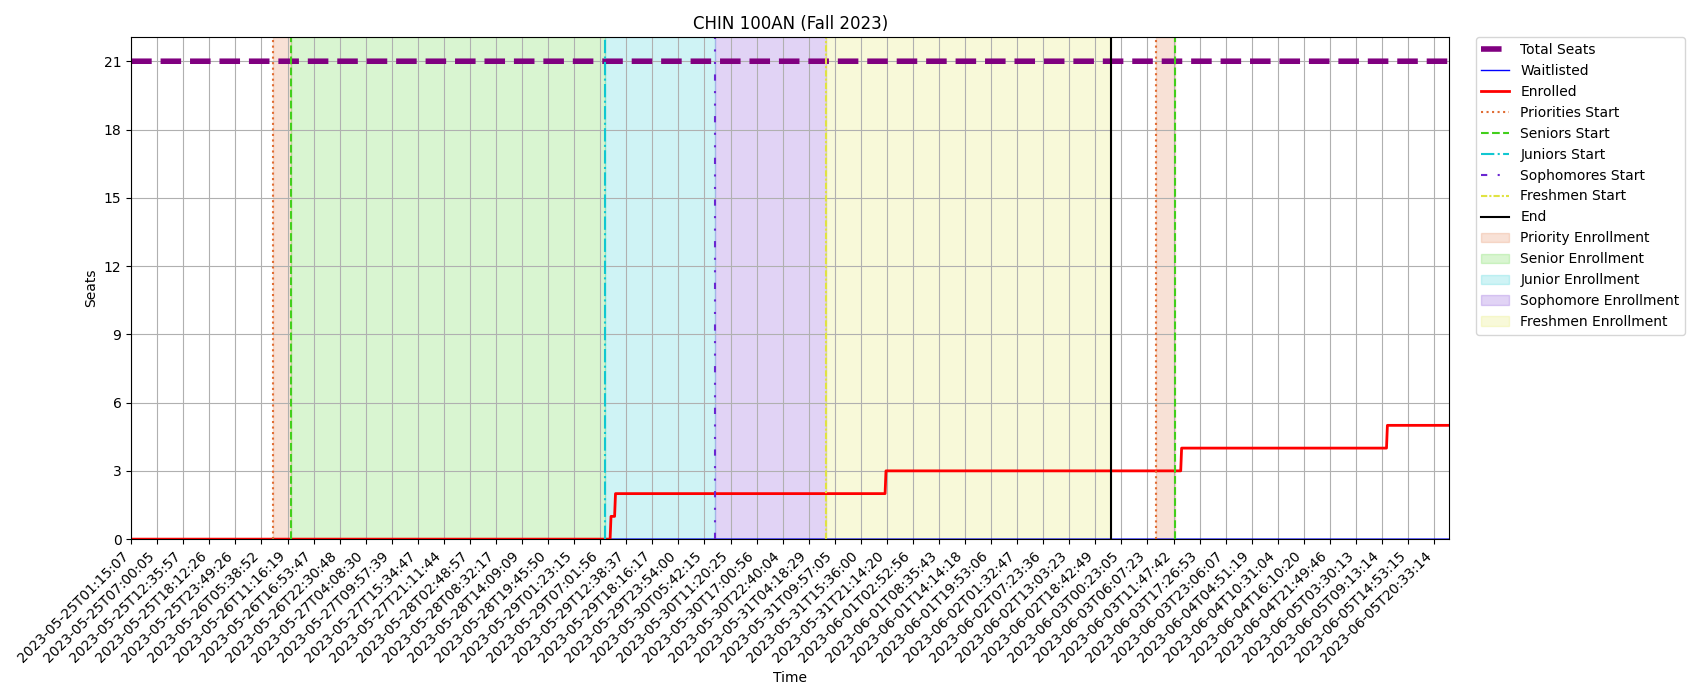 CHIN 100AN (Fall 2023)
Seats
21
18
15
12
9
6
3
0
2023-05-25T01:15:07
2023-05-25T07:00:05
2023-05-25T12:35:57
2023-05-25T18:12:26
2023-05-25T23:49:26
2023-05-26T05:38:52
2023-05-26T11:16:19
2023-05-26T16:53:47
2023-05-26T22:30:48
2023-05-27T04:08:30
2023-05-27T09:57:39
2023-05-27T15:34:47
2023-05-27T21:11:44
2023-05-28T02:48:57
2023-05-28T08:32:17
2023-05-28T14:09:09
2023-05-28T19:45:50
2023-05-29T01:23:15
2023-05-29T07:01:56
2023-05-29T12:38:37
2023-05-29T18:16:17
2023-05-29T23:54:00
2023-05-30T05:42:15
2023-05-30T11:20:25
2023-05-30T17:00:56
2023-05-30T22:40:04
2023-05-31T04:18:29
2023-05-31T09:57:05
2023-05-31T15:36:00
2023-05-31T21:14:20
2023-06-01T02:52:56
2023-06-01T08:35:43
2023-06-01T14:14:18
2023-06-01T19:53:06
2023-06-02T01:32:47
2023-06-02T07:23:36
2023-06-02T13:03:23
2023-06-02T18:42:49
2023-06-03T00:23:05
2023-06-03T06:07:23
2023-06-03T11:47:42
2023-06-03T17:26:53
2023-06-03T23:06:07
2023-06-04T04:51:19
2023-06-04T10:31:04
2023-06-04T16:10:20
2023-06-04T21:49:46
2023-06-05T03:30:13
2023-06-05T09:13:14
2023-06-05T14:53:15
2023-06-05T20:33:14
Time
Total Seats
Waitlisted
Enrolled
Priorities Start
Seniors Start
Juniors Start
Sophomores Start
Freshmen Start
End
Priority Enrollment
Senior Enrollment
Junior Enrollment
Sophomore Enrollment
Freshmen Enrollment